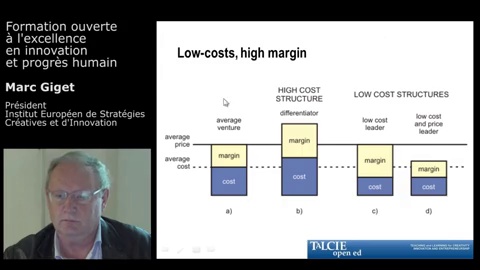 Formation ouverte
à l'excellence
en innovation
et progrès humain
Marc Giget
Président
Institut Européen de Stratégies
Créatives et d'Innovation
Low-costs, high margin
HIGH COST
STRUCTURE
LOW COST STRUCTURES
average
venture
differentiator
low cost
leader
low cost
and price
leader
average
price
average
cost
margin
cost
margin
cost
margin
cost
margin
cost
a)
b)
c)
d)
TALCIE
open ed